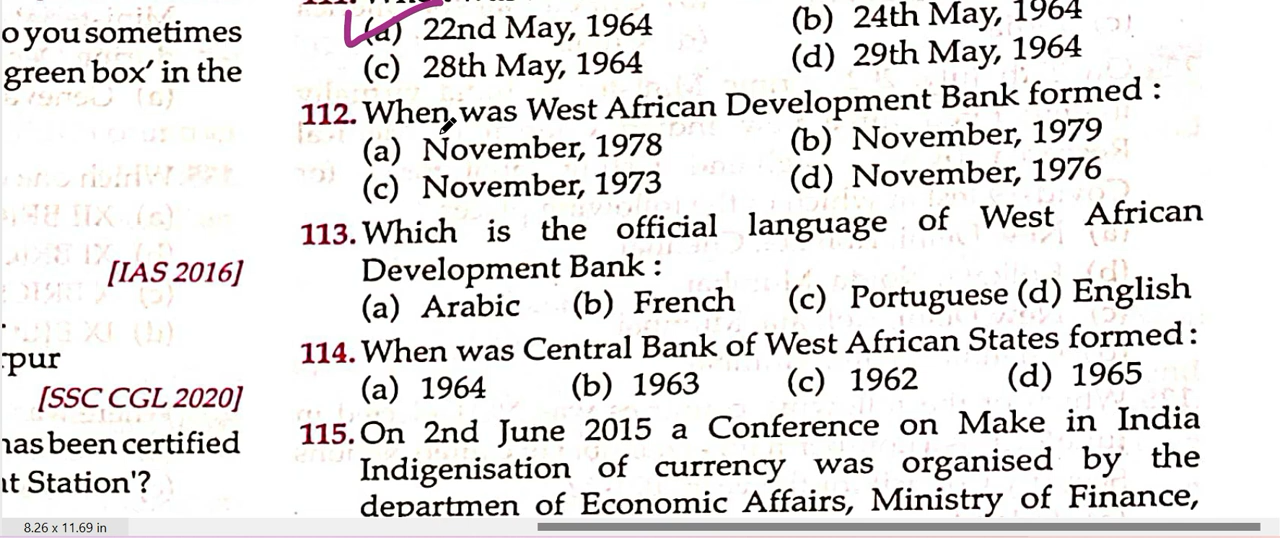 o you sometimes
green box' in the
[IAS 2016]
rpur
[SSC CGL 2020]
has been certified
nt Station'?
(a) 22nd May, 1964 (b) 24th May, 1964
(c) 28th May, 1964 (d) 29th May, 1964
112. When was West African Development Bank formed :
(a) November, 1978 (b) November, 1979
(c) November, 1973 (d) November, 1976
113. Which is the official language of West African
Development Bank :
(a) Arabic (b) French (c) Portuguese (d) English
114. When was Central Bank of West African States formed :
(a) 1964 (b) 1963 (c) 1962 (d) 1965
115. On 2nd June 2015 a Conference on Make in India
Indigenisation of currency was organised by the
departmen of Economic Affairs, Ministry of Finance,
8.26 x 11.69 in